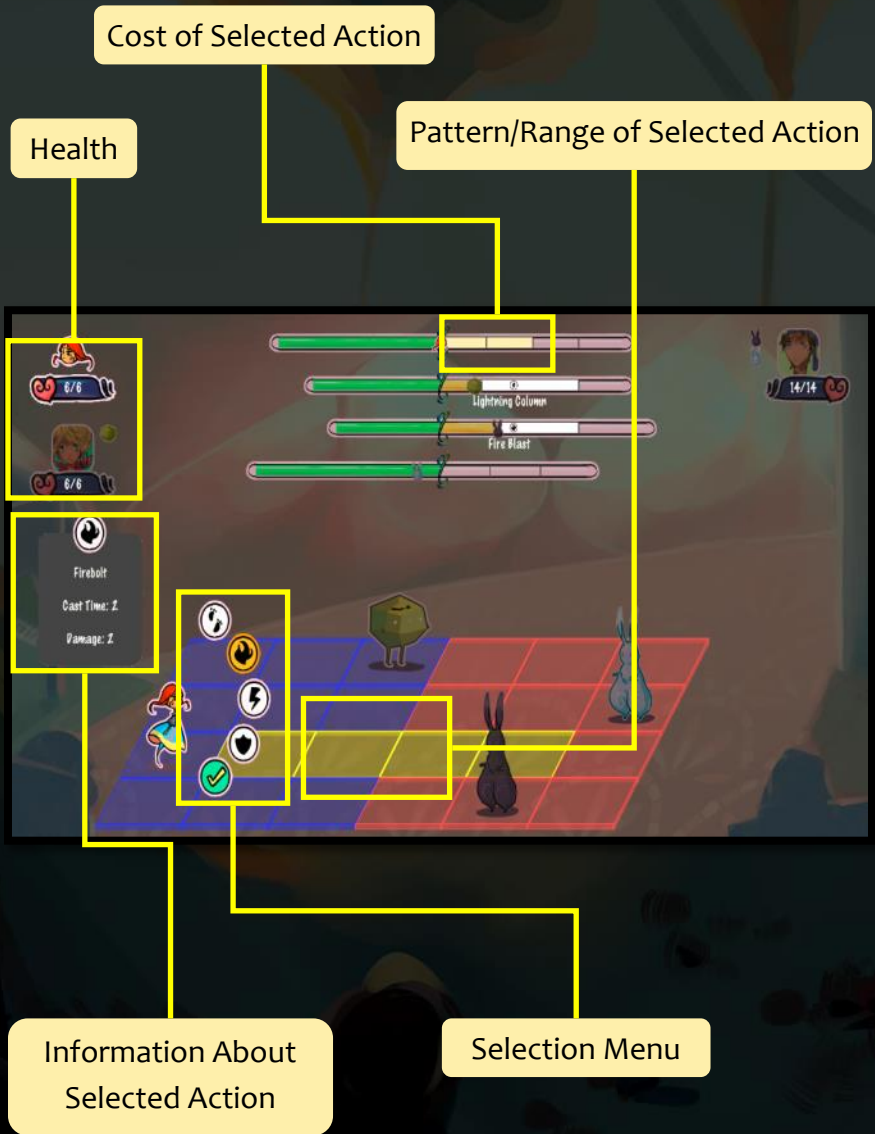 Cost of Selected Action
Pattern/Range of Selected Action
Health
6/6
14/14
Lightning Column
Fire Blast
6/6
Firebolt
Cast Time: 2
Damage: 2
Information About
Selected Action
Selection Menu